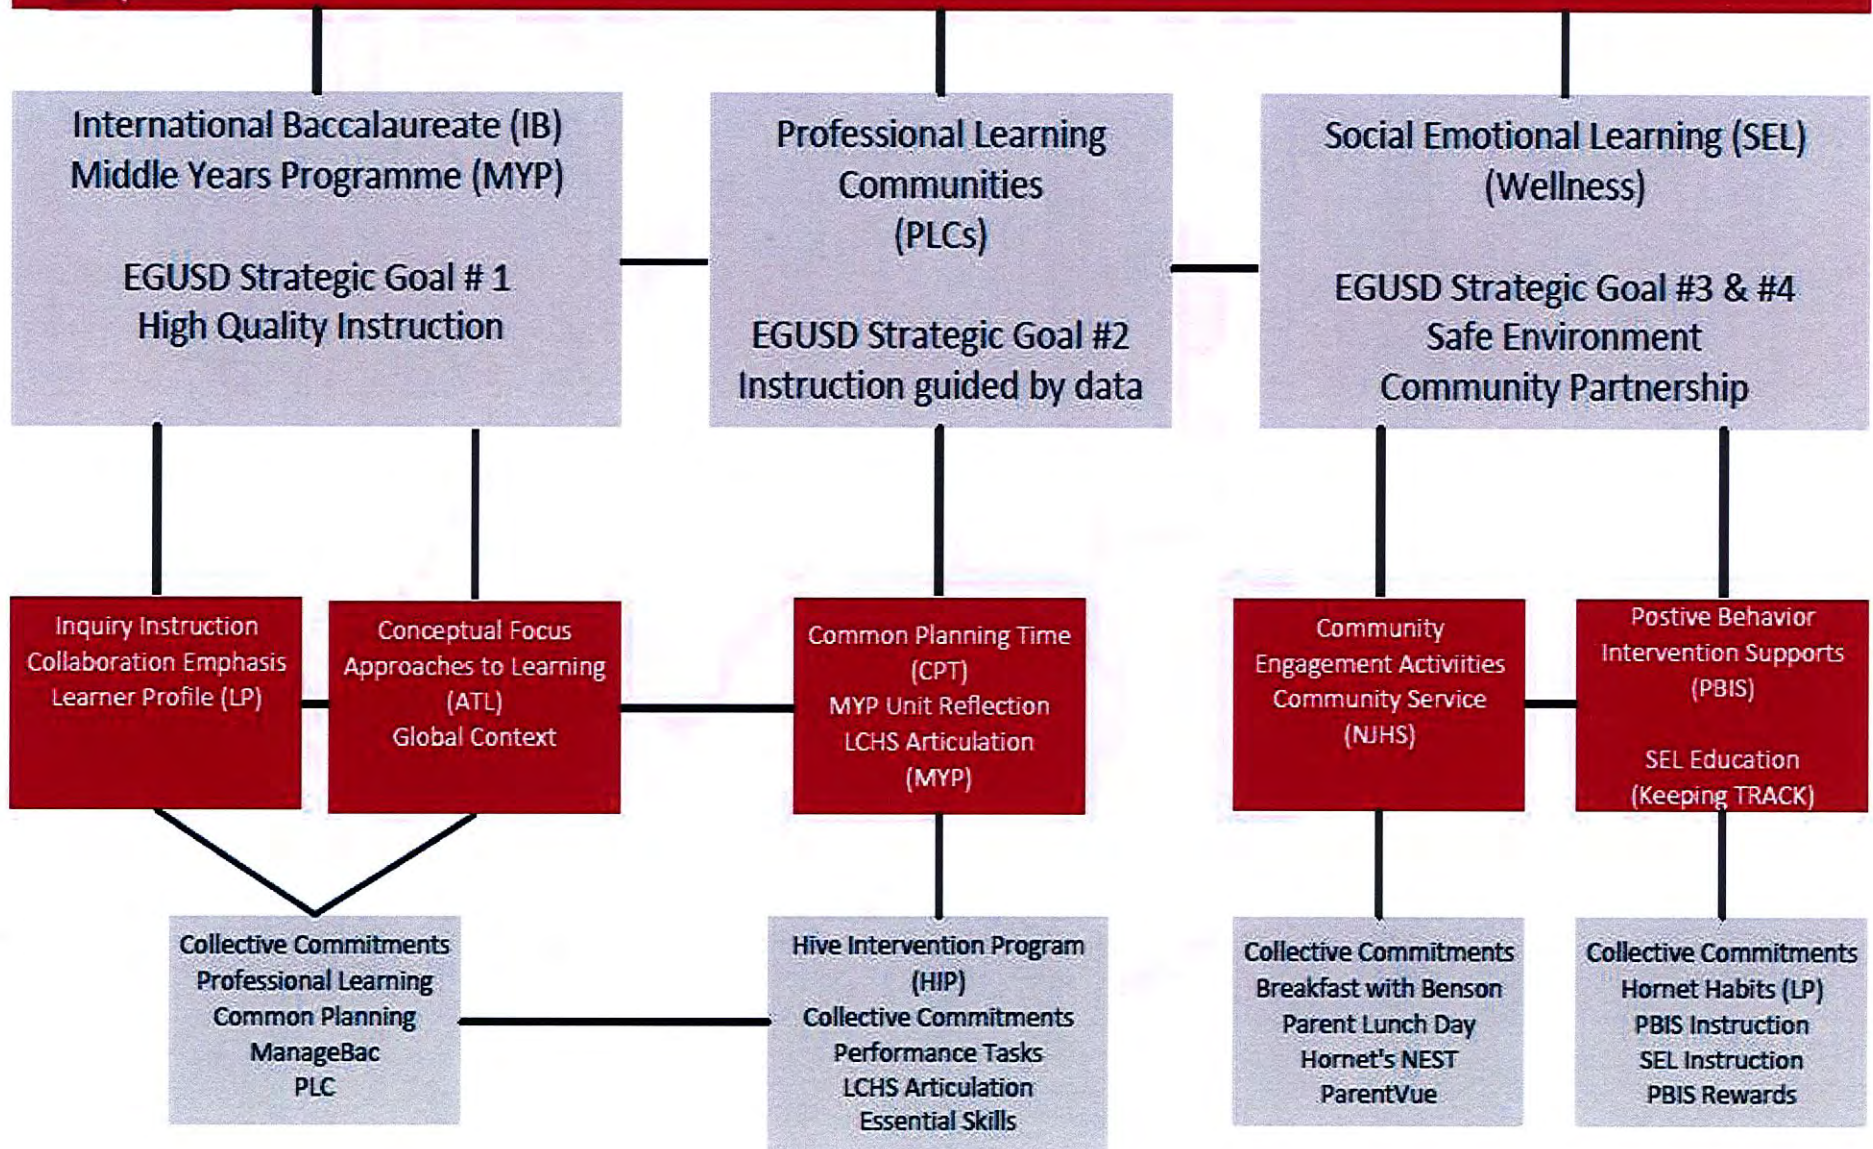 International Baccalaureate (IB)
Middle Years Programme (MYP)
EGUSD Strategic Goal # 1
High Quality Instruction
Professional Learning
Communities
(PLCs)
EGUSD Strategic Goal #2
Instruction guided by data
Social Emotional Learning (SEL)
(Wellness)
EGUSD Strategic Goal #3 & #4
Safe Environment
Community Partnership
Inquiry Instruction
Collaboration Emphasis
Learner Profile (LP)
Conceptual Focus
Approaches to Learning
(ATL)
Global Context
Common Planning Time
(CPT)
MYP Unit Reflection
LCHS Articulation
(MYP)
Community
Engagement Activiities
Community Service
(NJHS)
Postive Behavior
Intervention Supports
(PBIS)
SEL Education
(Keeping TRACK)
Collective Commitments
Professional Learning
Common Planning
ManageBac
PLC
Hive Intervention Program
(HIP)
Collective Commitments
Performance Tasks
LCHS Articulation
Essential Skills
Collective Commitments
Breakfast with Benson
Parent Lunch Day
Hornet's NEST
ParentVue
Collective Commitments
Hornet Habits (LP)
PBIS Instruction
SEL Instruction
PBIS Rewards